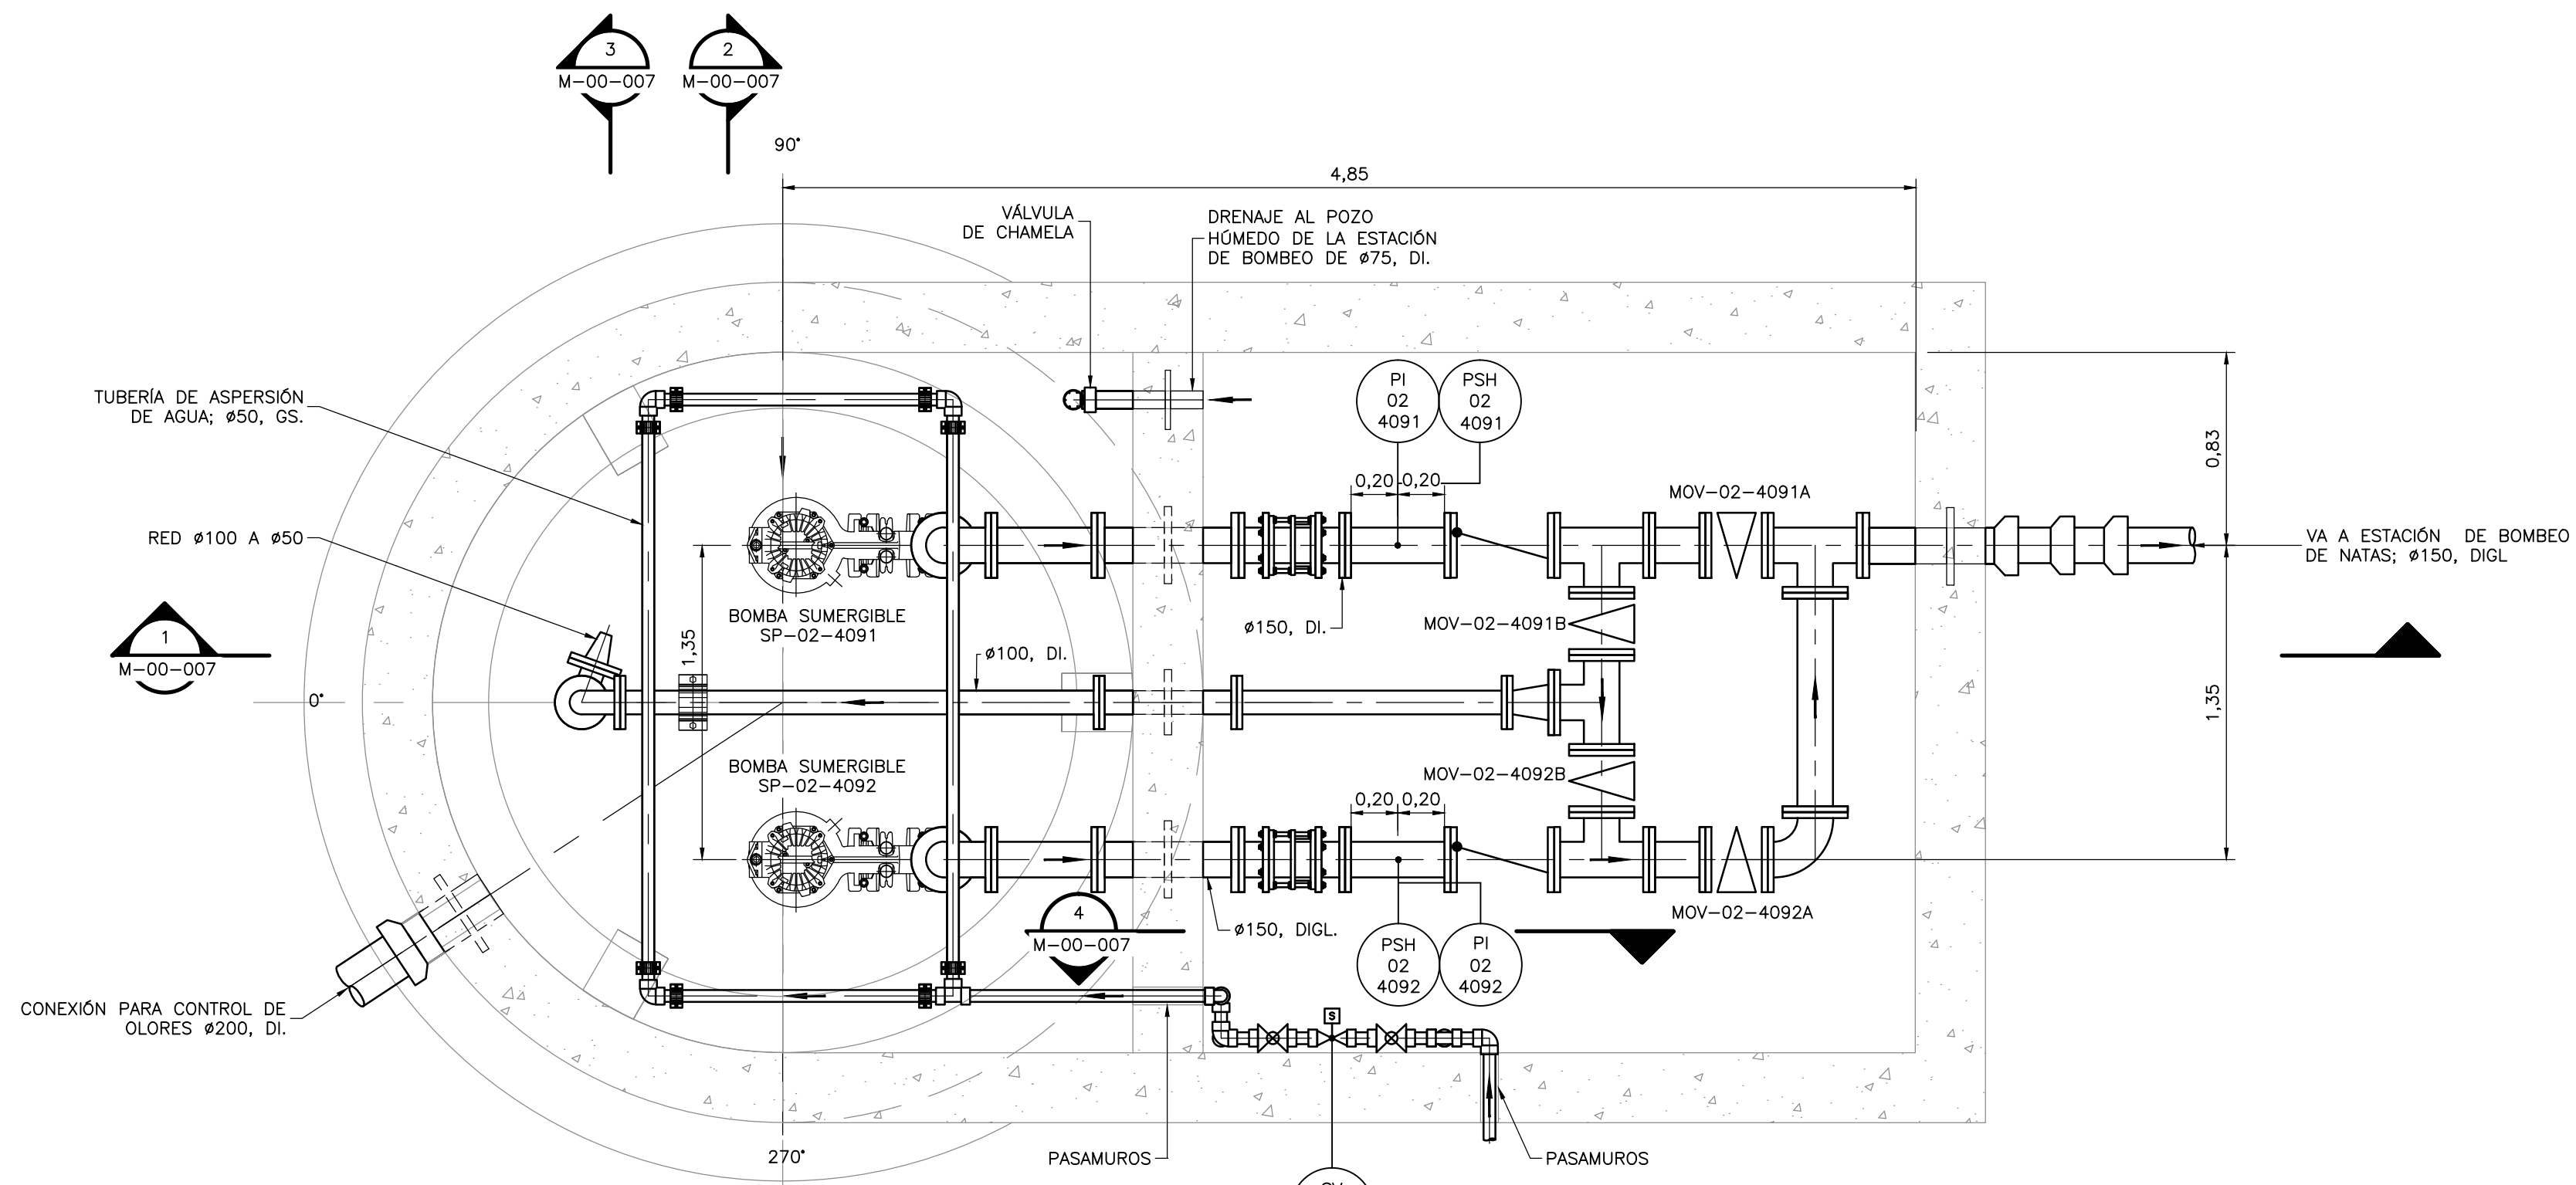 3
M-00-007
2
M-00-007
90°
4,85
VÁLVULA
DE CHAMELA
DRENAJE AL POZO
HÚMEDO DE LA ESTACIÓN
DE BOMBEO DE ø75, DI.
TUBERÍA DE ASPERSIÓN
DE AGUA; ø50, GS.
PI
02
4091
PSH
02
4091
0,83
0,20
0,20
MOV-02-4091A
RED ø100 A ø50
VA A ESTACIÓN DE BOMBEO
DE NATAS; ø150, DIGL
BOMBA SUMERGIBLE
SP-02-4091
ø150, DI.
MOV-02-4091B
1
M-00-007
1,35
ø100, DI.
0°
1,35
BOMBA SUMERGIBLE
SP-02-4092
MOV-02-4092B
0,20
0,20
MOV-02-4092A
4
M-00-007
ø150, DIGL.
PSH
02
4092
PI
02
4092
CONEXIÓN PARA CONTROL DE
OLORES ø200, DI.
S
270°
PASAMUROS
PASAMUROS